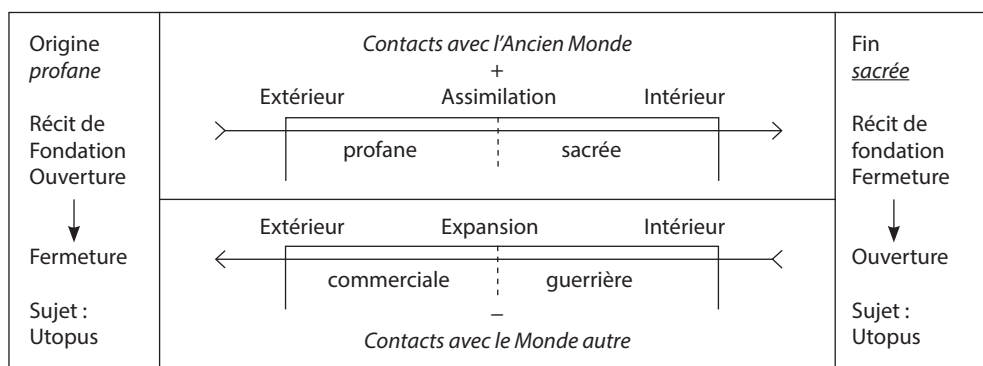 Origine
profane
Récit de
Fondation
Ouverture
Fermeture
Sujet :
Utopus
Contacts avec l'Ancien Monde
+
Extérieur Assimilation Intérieur
profane sacrée
Extérieur Expansion Intérieur
commerciale guerrière
–
Contacts avec le Monde autre
Fin
sacrée
Récit de
fondation
Fermeture
Ouverture
Sujet :
Utopus